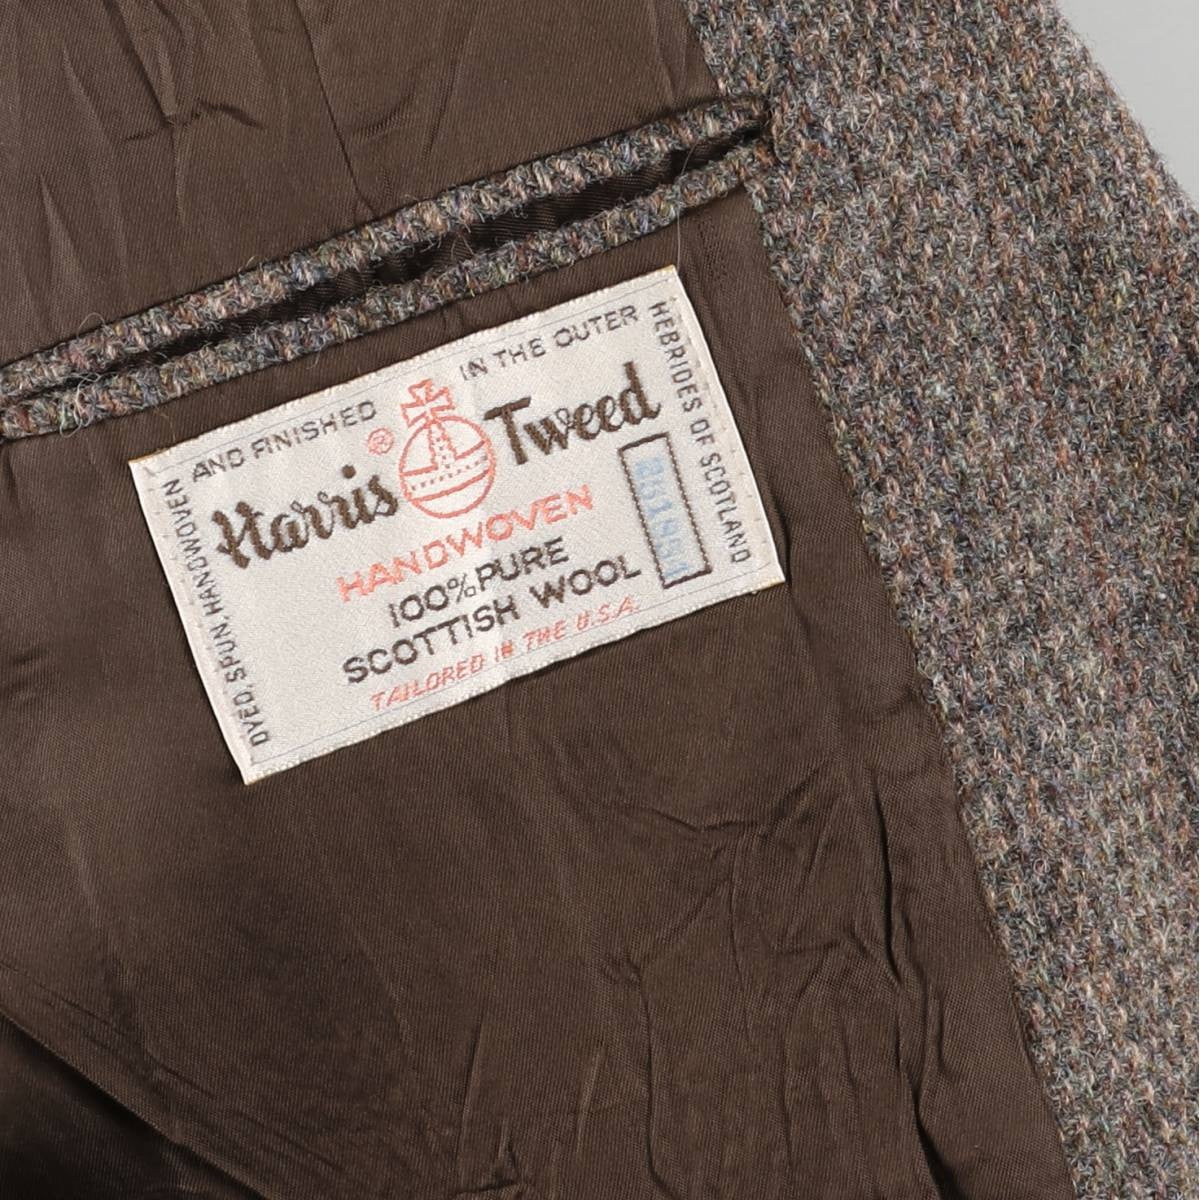 DYED, SPUN, HANDWOVEN
AND FINISHED
IN THE OUTER
HEBRIDES OF SCOTLAND
Harris ® Tweed
HANDWOVEN
100% PURE
SCOTTISH WOOL
TAILORED IN THE U.S.A.